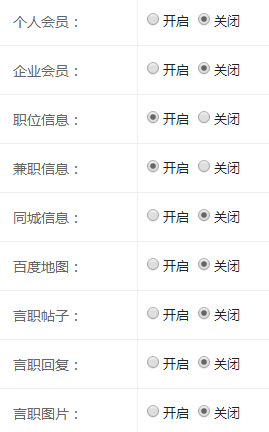 个人会员： 开启 关闭
企业会员： 开启 关闭
职位信息： 开启 关闭
兼职信息： 开启 关闭
同城信息： 开启 关闭
百度地图： 开启 关闭
言职帖子： 开启 关闭
言职回复： 开启 关闭
言职图片： 开启 关闭